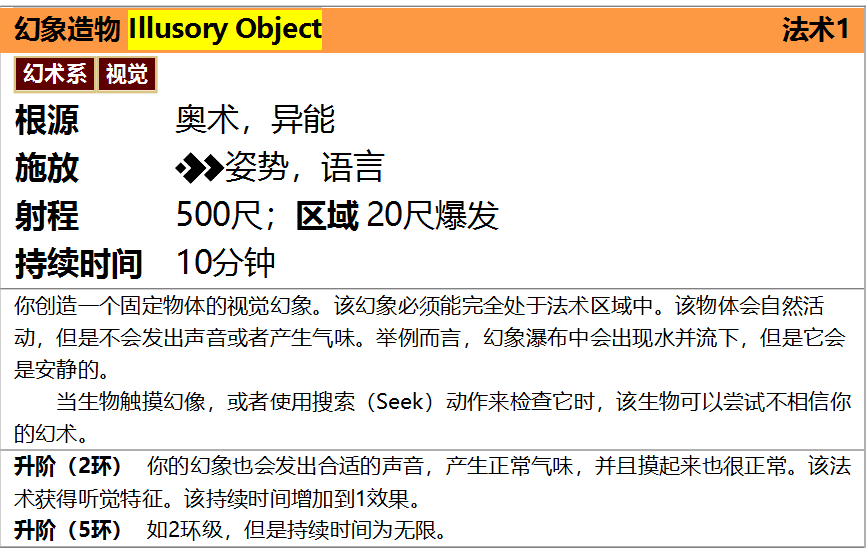 幻象造物 Illusory Object 法术1
幻术系 视觉
根源 奥术，异能
施放 姿势，语言
射程 500尺；区域 20尺爆发
持续时间 10分钟
你创造一个固定物体的视觉幻象。该幻象必须能完全处于法术区域中。该物体会自然活
动，但是不会发出声音或者产生气味。举例而言，幻象瀑布中会出现水并流下，但是它会
是安静的。
当生物触摸幻像，或者使用搜索（Seek）动作来检查它时，该生物可以尝试不相信你
的幻术。
升阶（2环） 你的幻象也会发出合适的声音，产生正常气味，并且摸起来也很正常。该法
术获得听觉特征。该持续时间增加到1效果。
升阶（5环） 如2环级，但是持续时间为无限。